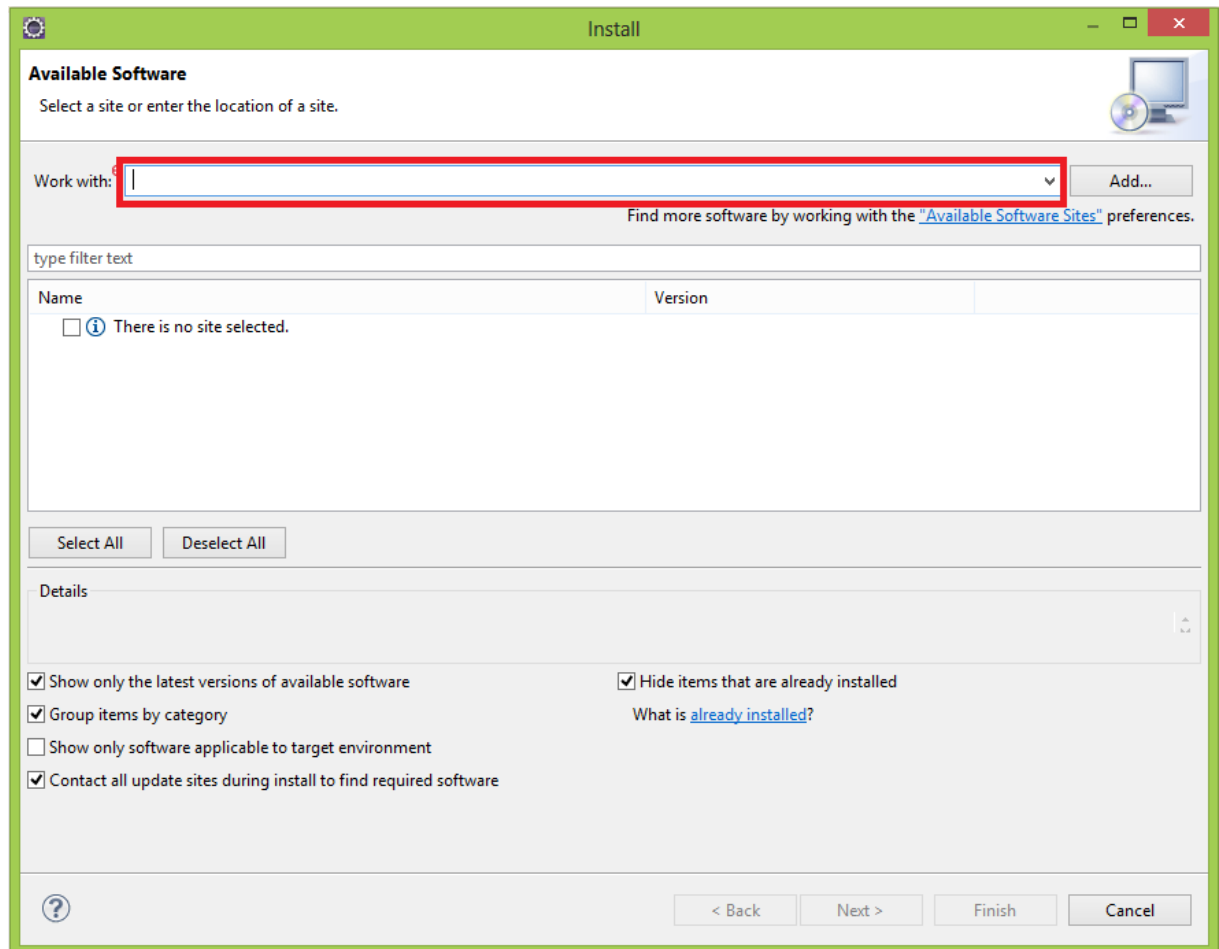 Install
Available Software
Select a site or enter the location of a site.
Work with:
Add...
Find more software by working with the "Available Software Sites" preferences.
type filter text
Name Version
There is no site selected.
Select All Deselect All
Details
Show only the latest versions of available software Hide items that are already installed
Group items by category What is already installed?
Show only software applicable to target environment
Contact all update sites during install to find required software
? < Back Next > Finish Cancel